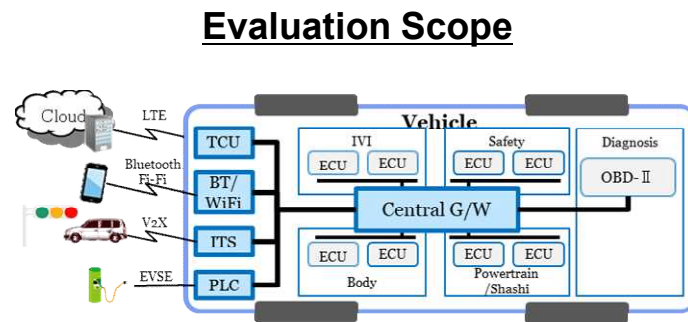 Evaluation Scope
Cloud
LTE
Vehicle
TCU
IVI
ECU
ECU
Safety
ECU
ECU
Diagnosis
OBD-II
Bluetooth
Fi-Fi
BT/
WiFi
Central G/W
V2X
ITS
ECU
ECU
Body
ECU
ECU
Powertrain
/Shashi
EVSE
PLC